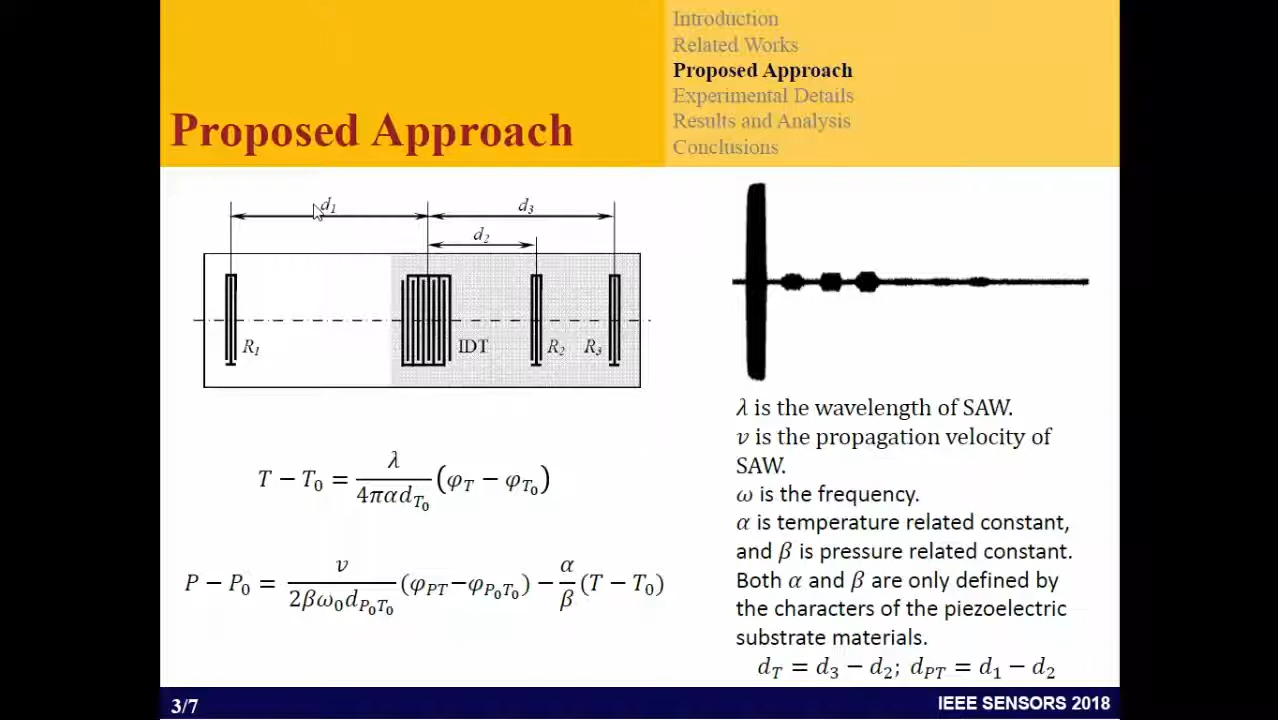 Introduction
Related Works
Proposed Approach
Experimental Details
Results and Analysis
Conclusions
Proposed Approach
d₁
d₃
d₂
R₁
IDT
R₂
R₃
λ is the wavelength of SAW.
v is the propagation velocity of
SAW.
ω is the frequency.
α is temperature related constant,
and β is pressure related constant.
Both α and β are only defined by
the characters of the piezoelectric
substrate materials.
d_T = d₃ − d₂; d_PT = d₁ − d₂
T − T₀ = λ / (4παd_T₀) (φ_T − φ_T₀)
P − P₀ = v / (2βω₀d_P₀T₀) (φ_PT − φ_P₀T₀) − α/β (T − T₀)
3/7
IEEE SENSORS 2018